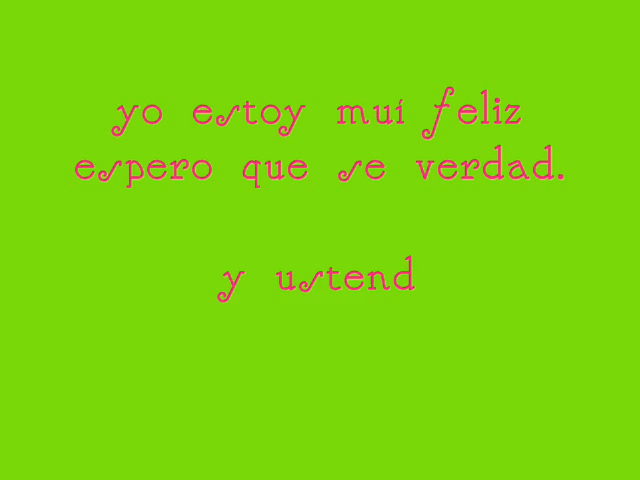 yo estoy muí feliz
espero que se verdad.
y ustend